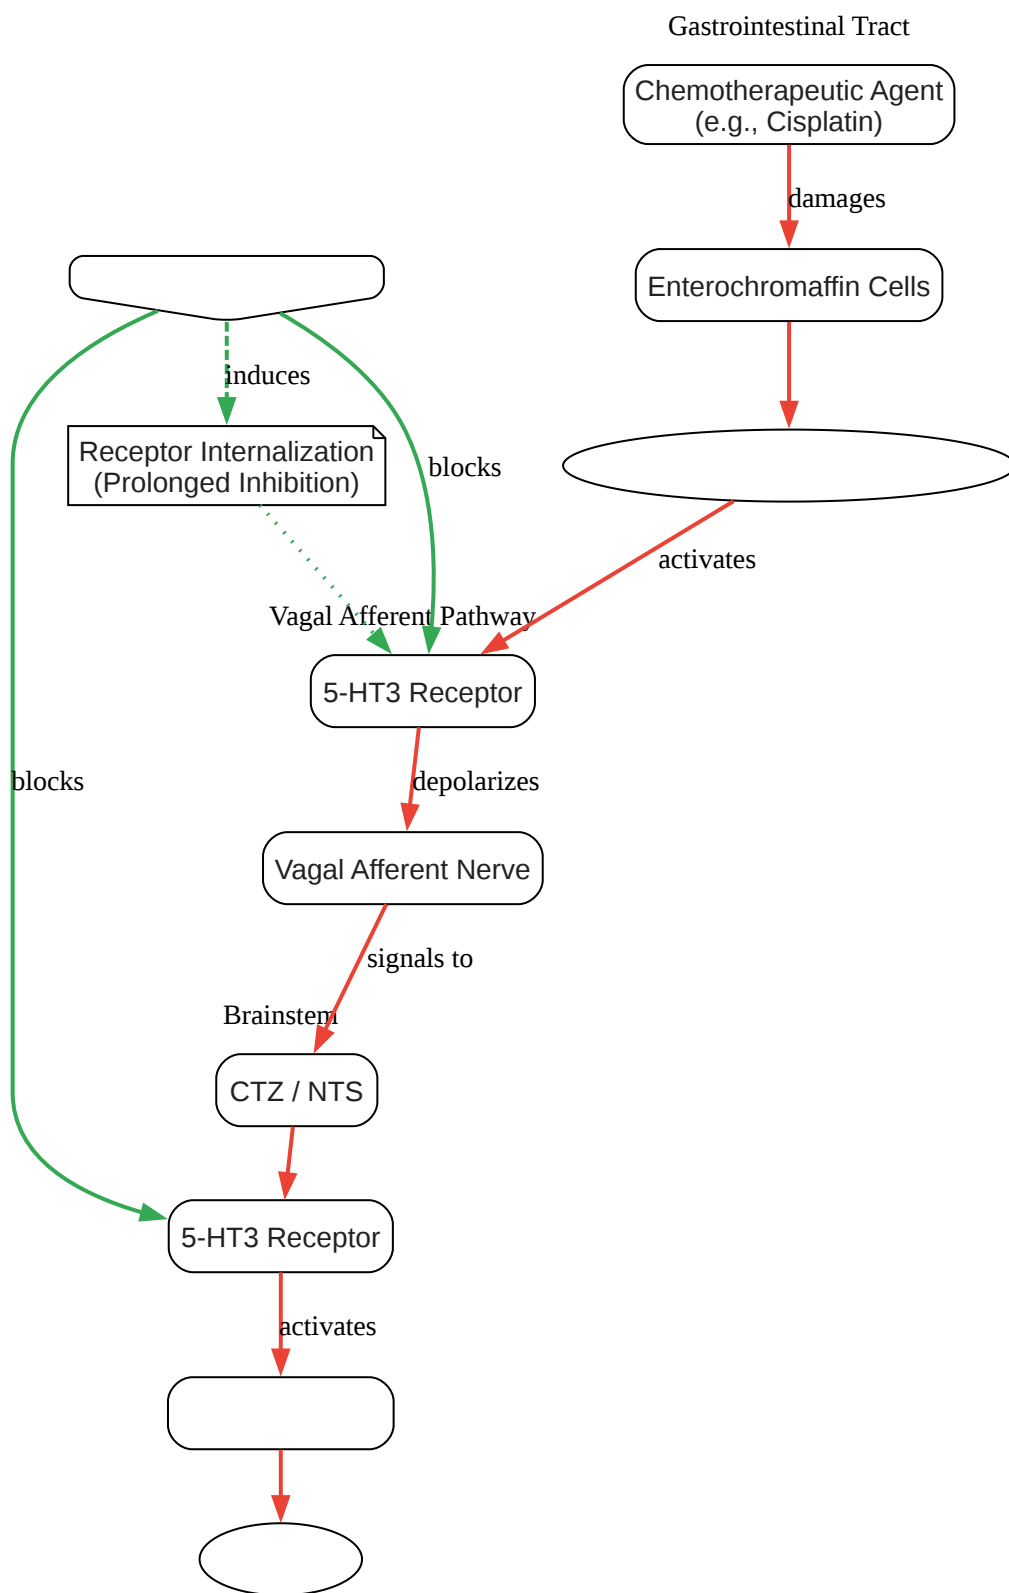 Gastrointestinal Tract
Chemotherapeutic Agent
(e.g., Cisplatin)
damages
Enterochromaffin Cells
induces
Receptor Internalization
(Prolonged Inhibition)
blocks
activates
Vagal Afferent Pathway
5-HT3 Receptor
blocks
depolarizes
Vagal Afferent Nerve
signals to
Brainstem
CTZ / NTS
5-HT3 Receptor
activates